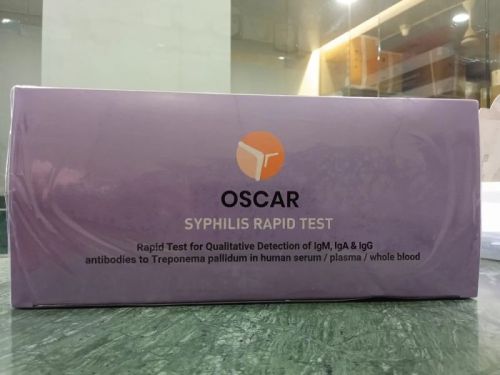 OSCAR
SYPHILIS RAPID TEST
Rapid Test for Qualitative Detection of IgM, IgA & IgG
antibodies to Treponema pallidum in human serum / plasma / whole blood